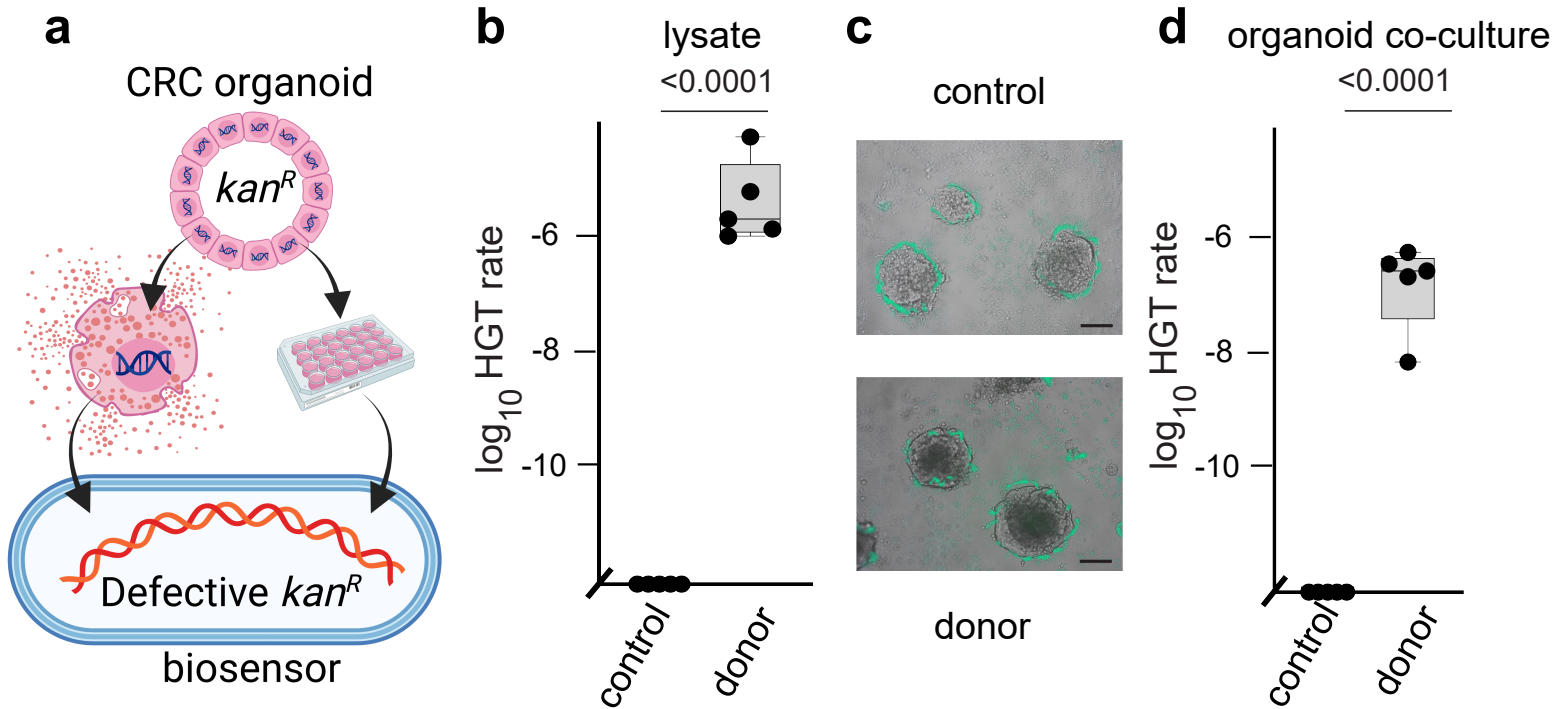 a
CRC organoid
kanᴿ
Defective kanᴿ
biosensor
b
lysate
<0.0001
log₁₀ HGT rate
-6
-8
-10
control
donor
c
control
donor
d
organoid co-culture
<0.0001
log₁₀ HGT rate
-6
-8
-10
control
donor